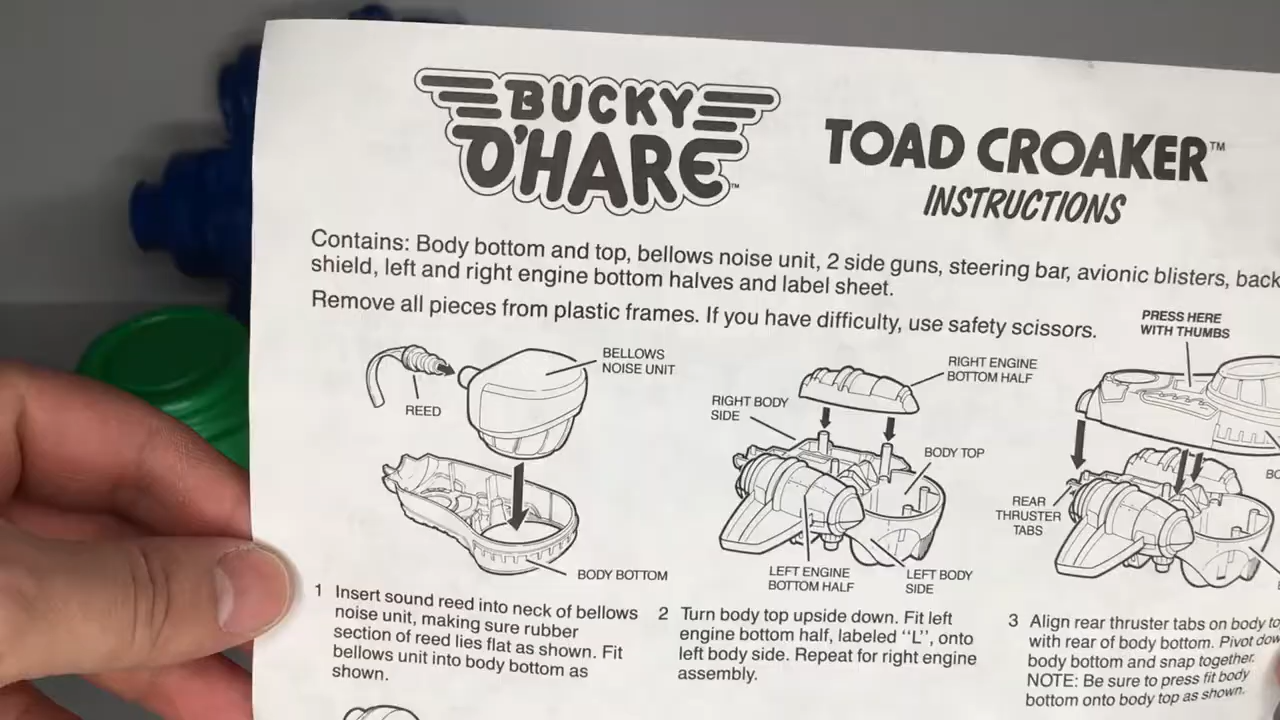 BUCKY
O'HARE™
TOAD CROAKER™
INSTRUCTIONS
Contains: Body bottom and top, bellows noise unit, 2 side guns, steering bar, avionic blisters, back
shield, left and right engine bottom halves and label sheet.
Remove all pieces from plastic frames. If you have difficulty, use safety scissors.
REED
BELLOWS
NOISE UNIT
BODY BOTTOM
1 Insert sound reed into neck of bellows
noise unit, making sure rubber
section of reed lies flat as shown. Fit
bellows unit into body bottom as
shown.
RIGHT BODY
SIDE
RIGHT ENGINE
BOTTOM HALF
BODY TOP
LEFT ENGINE
BOTTOM HALF
LEFT BODY
SIDE
2 Turn body top upside down. Fit left
engine bottom half, labeled "L", onto
left body side. Repeat for right engine
assembly.
PRESS HERE
WITH THUMBS
REAR
THRUSTER
TABS
3 Align rear thruster tabs on body to
with rear of body bottom. Pivot dow
body bottom and snap together.
NOTE: Be sure to press fit body
bottom onto body top as shown.